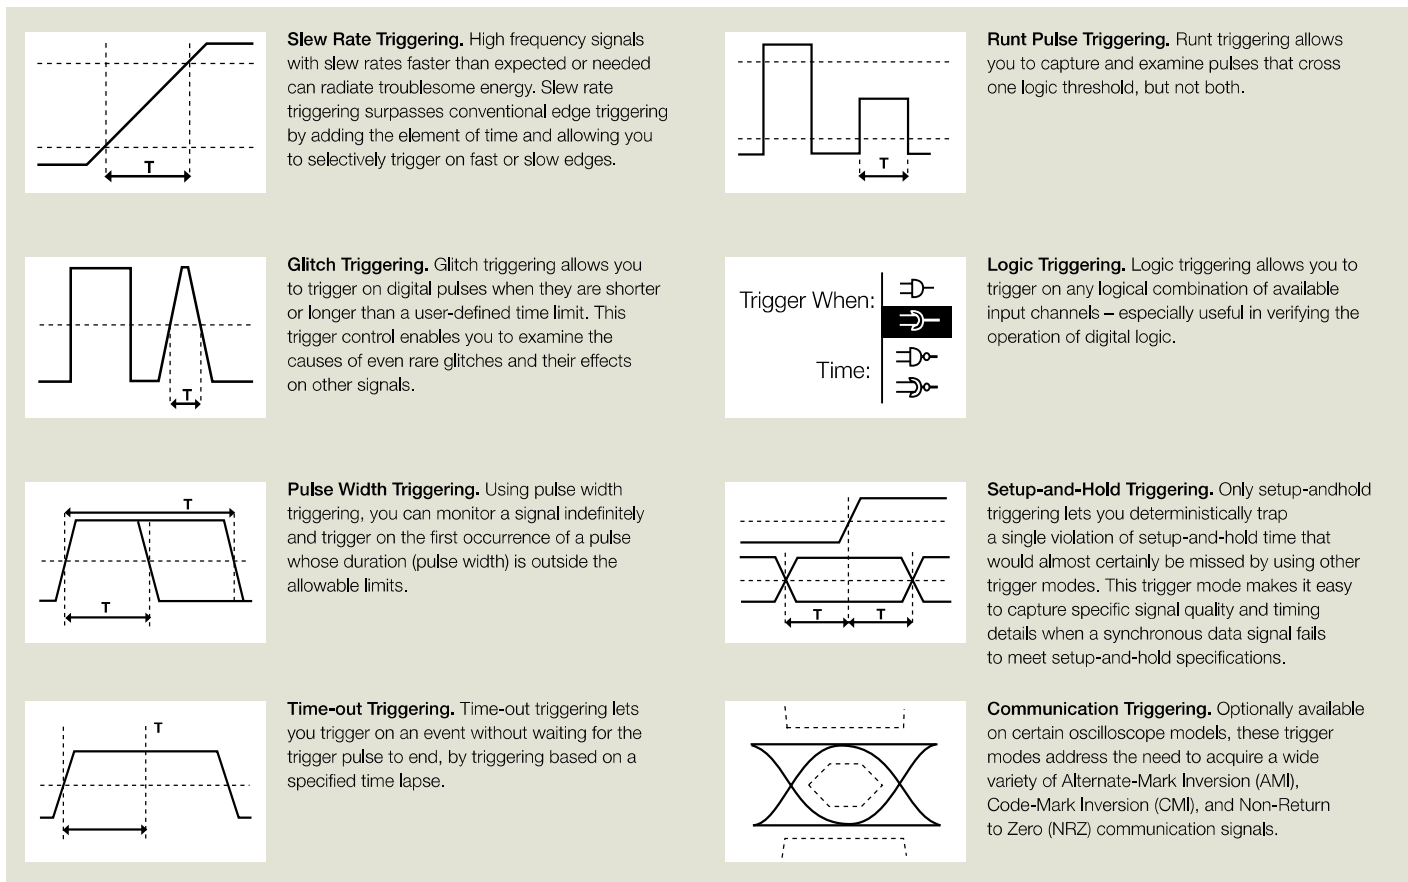 T
Slew Rate Triggering. High frequency signals
with slew rates faster than expected or needed
can radiate troublesome energy. Slew rate
triggering surpasses conventional edge triggering
by adding the element of time and allowing you
to selectively trigger on fast or slow edges.
T
Runt Pulse Triggering. Runt triggering allows
you to capture and examine pulses that cross
one logic threshold, but not both.
T
Glitch Triggering. Glitch triggering allows you
to trigger on digital pulses when they are shorter
or longer than a user-defined time limit. This
trigger control enables you to examine the
causes of even rare glitches and their effects
on other signals.
Trigger When:
Time:
Logic Triggering. Logic triggering allows you to
trigger on any logical combination of available
input channels – especially useful in verifying the
operation of digital logic.
T
T
Pulse Width Triggering. Using pulse width
triggering, you can monitor a signal indefinitely
and trigger on the first occurrence of a pulse
whose duration (pulse width) is outside the
allowable limits.
T T
Setup-and-Hold Triggering. Only setup-andhold
triggering lets you deterministically trap
a single violation of setup-and-hold time that
would almost certainly be missed by using other
trigger modes. This trigger mode makes it easy
to capture specific signal quality and timing
details when a synchronous data signal fails
to meet setup-and-hold specifications.
T
Time-out Triggering. Time-out triggering lets
you trigger on an event without waiting for the
trigger pulse to end, by triggering based on a
specified time lapse.
Communication Triggering. Optionally available
on certain oscilloscope models, these trigger
modes address the need to acquire a wide
variety of Alternate-Mark Inversion (AMI),
Code-Mark Inversion (CMI), and Non-Return
to Zero (NRZ) communication signals.